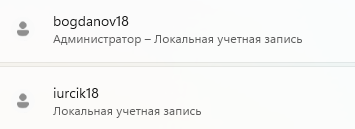 bogdanov18
Администратор – Локальная учетная запись
iurcik18
Локальная учетная запись